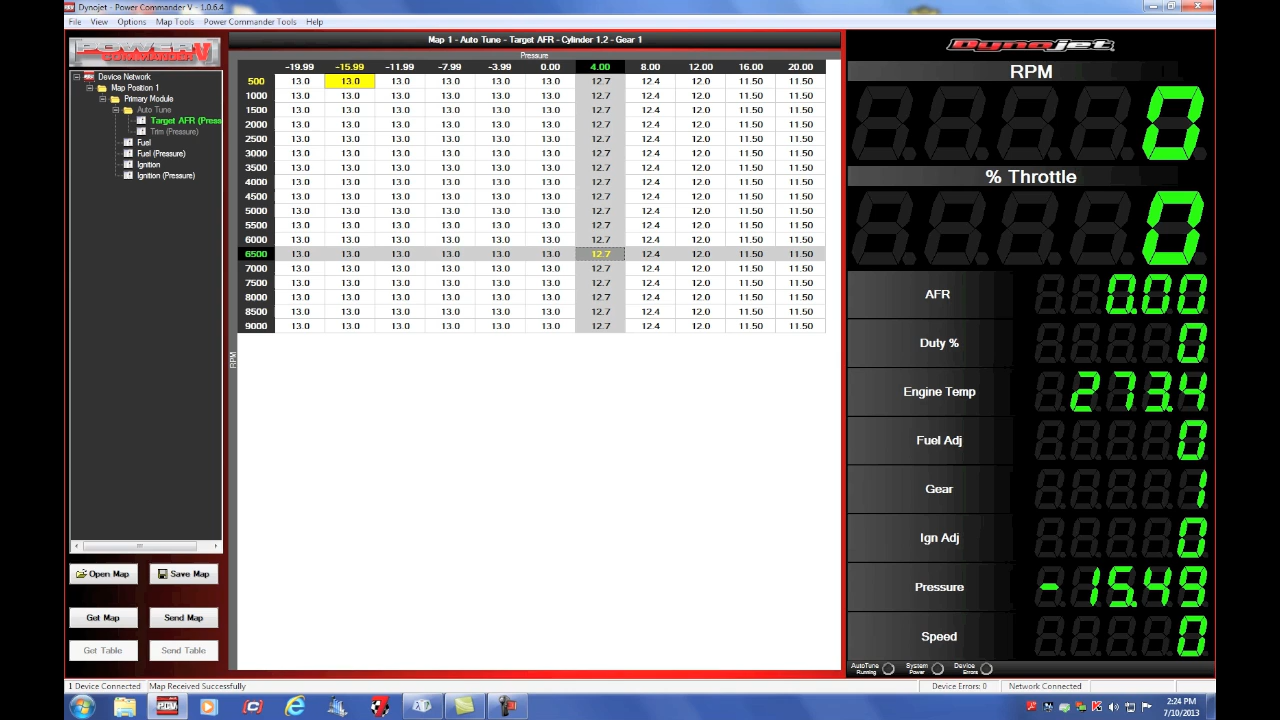 Dynojet - Power Commander V - 1.0.6.4
File View Options Map Tools Power Commander Tools Help
POWER COMMANDER V
Map 1 - Auto Tune - Target AFR - Cylinder 1,2 - Gear 1
Dynojet
Pressure
-19.99 -15.99 -11.99 -7.99 -3.99 0.00 4.00 8.00 12.00 16.00 20.00
500 13.0 13.0 13.0 13.0 13.0 13.0 12.7 12.4 12.0 11.50 11.50
1000 13.0 13.0 13.0 13.0 13.0 13.0 12.7 12.4 12.0 11.50 11.50
1500 13.0 13.0 13.0 13.0 13.0 13.0 12.7 12.4 12.0 11.50 11.50
2000 13.0 13.0 13.0 13.0 13.0 13.0 12.7 12.4 12.0 11.50 11.50
2500 13.0 13.0 13.0 13.0 13.0 13.0 12.7 12.4 12.0 11.50 11.50
3000 13.0 13.0 13.0 13.0 13.0 13.0 12.7 12.4 12.0 11.50 11.50
3500 13.0 13.0 13.0 13.0 13.0 13.0 12.7 12.4 12.0 11.50 11.50
4000 13.0 13.0 13.0 13.0 13.0 13.0 12.7 12.4 12.0 11.50 11.50
4500 13.0 13.0 13.0 13.0 13.0 13.0 12.7 12.4 12.0 11.50 11.50
5000 13.0 13.0 13.0 13.0 13.0 13.0 12.7 12.4 12.0 11.50 11.50
5500 13.0 13.0 13.0 13.0 13.0 13.0 12.7 12.4 12.0 11.50 11.50
6000 13.0 13.0 13.0 13.0 13.0 13.0 12.7 12.4 12.0 11.50 11.50
6500 13.0 13.0 13.0 13.0 13.0 13.0 12.7 12.4 12.0 11.50 11.50
7000 13.0 13.0 13.0 13.0 13.0 13.0 12.7 12.4 12.0 11.50 11.50
7500 13.0 13.0 13.0 13.0 13.0 13.0 12.7 12.4 12.0 11.50 11.50
8000 13.0 13.0 13.0 13.0 13.0 13.0 12.7 12.4 12.0 11.50 11.50
8500 13.0 13.0 13.0 13.0 13.0 13.0 12.7 12.4 12.0 11.50 11.50
9000 13.0 13.0 13.0 13.0 13.0 13.0 12.7 12.4 12.0 11.50 11.50
RPM
Device Network
Map Position 1
Primary Module
Auto Tune
Target AFR (Press
Trim (Pressure)
Fuel
Fuel (Pressure)
Ignition
Ignition (Pressure)
Open Map Save Map
Get Map Send Map
Get Table Send Table
RPM
0
% Throttle
0
AFR 0.00
Duty % 0
Engine Temp 273.4
Fuel Adj 0
Gear 1
Ign Adj 0
Pressure -15.49
Speed 0
AutoTune Running System Power Device Errors
1 Device Connected Map Received Successfully Device Errors: 0 Network Connected
2:24 PM
7/10/2013